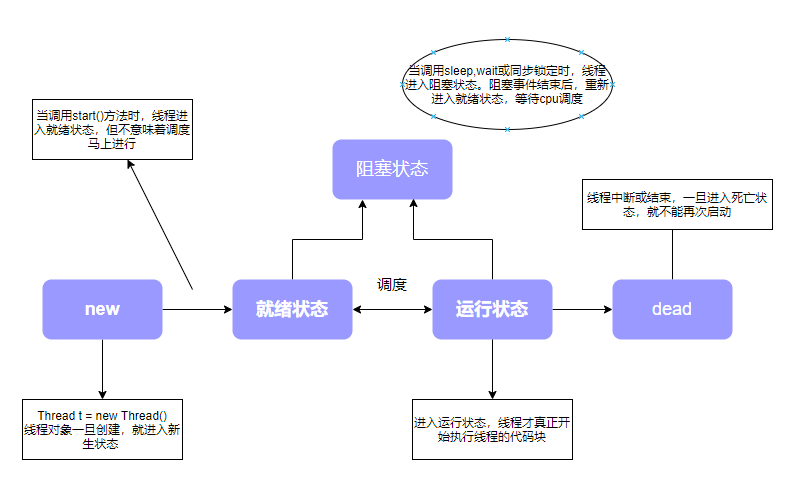 当调用sleep,wait或同步锁定时，线程
进入阻塞状态。阻塞事件结束后，重新
进入就绪状态，等待cpu调度
当调用start()方法时，线程进
入就绪状态，但不意味着调度
马上进行
阻塞状态
线程中断或结束，一旦进入死亡状
态，就不能再次启动
调度
new
就绪状态
运行状态
dead
Thread t = new Thread()
线程对象一旦创建，就进入新
生状态
进入运行状态，线程才真正开
始执行线程的代码块